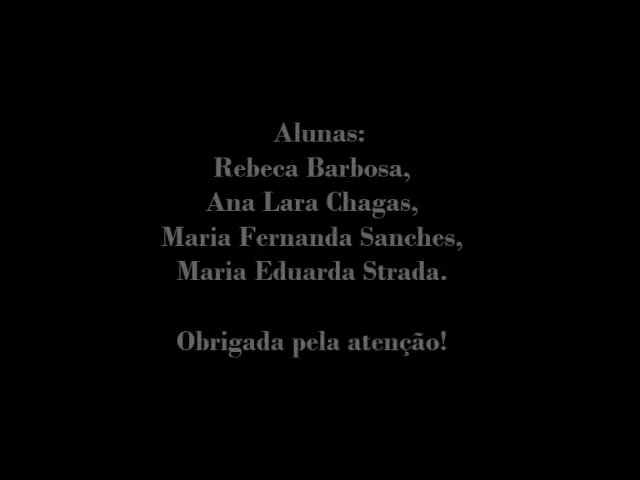 Alunas:
Rebeca Barbosa,
Ana Lara Chagas,
Maria Fernanda Sanches,
Maria Eduarda Strada.
Obrigada pela atenção!